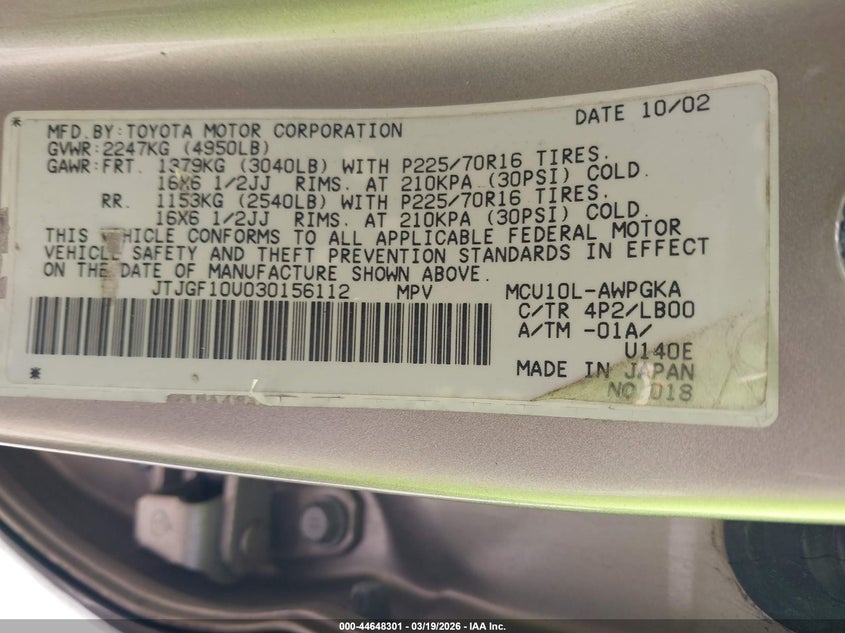 DATE 10/02
MFD.BY:TOYOTA MOTOR CORPORATION
GVWR:2247KG (4950LB)
GAWR:FRT. 1379KG (3040LB) WITH P225/70R16 TIRES.
16X6 1/2JJ RIMS. AT 210KPA (30PSI) COLD.
RR. 1153KG (2540LB) WITH P225/70R16 TIRES.
16X6 1/2JJ RIMS. AT 210KPA (30PSI) COLD.
THIS VEHICLE CONFORMS TO ALL APPLICABLE FEDERAL MOTOR
VEHICLE SAFETY AND THEFT PREVENTION STANDARDS IN EFFECT
ON THE DATE OF MANUFACTURE SHOWN ABOVE.
JTJGF10U030156112 MPV MCU10L-AWPGKA
C/TR 4P2/LB00
A/TM -01A/
U140E
MADE IN JAPAN
NO 018
000-44648301 - 03/19/2026 - IAA Inc.